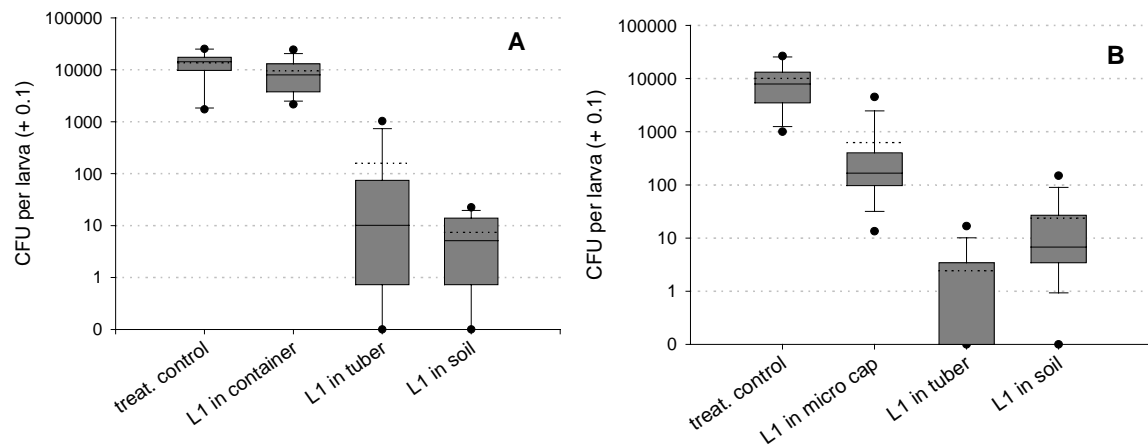 A
CFU per larva (+ 0.1)
100000
10000
1000
100
10
1
0
treat. control
L1 in container
L1 in tuber
L1 in soil
B
CFU per larva (+ 0.1)
100000
10000
1000
100
10
1
0
treat. control
L1 in micro cap
L1 in tuber
L1 in soil